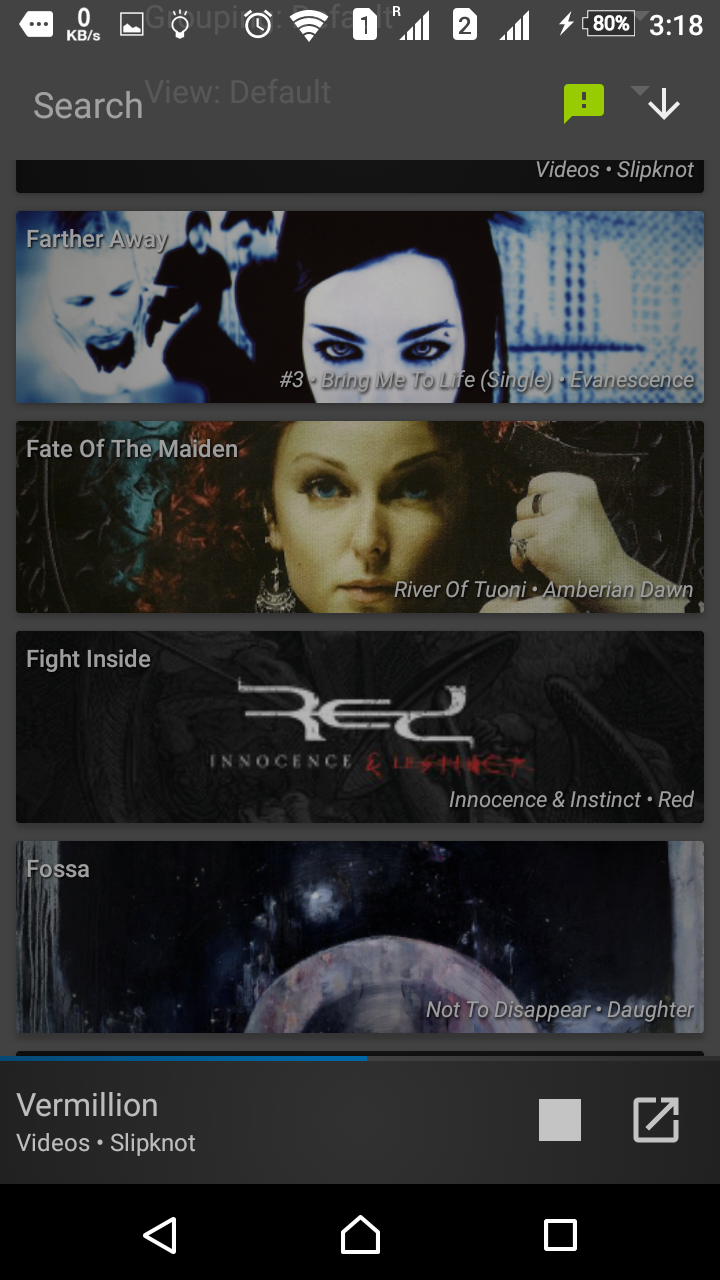 Grouping: Default
0
KB/s
R
1
2
80%
3:18
View: Default
Search
Videos • Slipknot
Farther Away
#3 • Bring Me To Life (Single) • Evanescence
Fate Of The Maiden
River Of Tuoni • Amberian Dawn
Fight Inside
RED
INNOCENCE & INSTINCT
Innocence & Instinct • Red
Fossa
Not To Disappear • Daughter
Vermillion
Videos • Slipknot